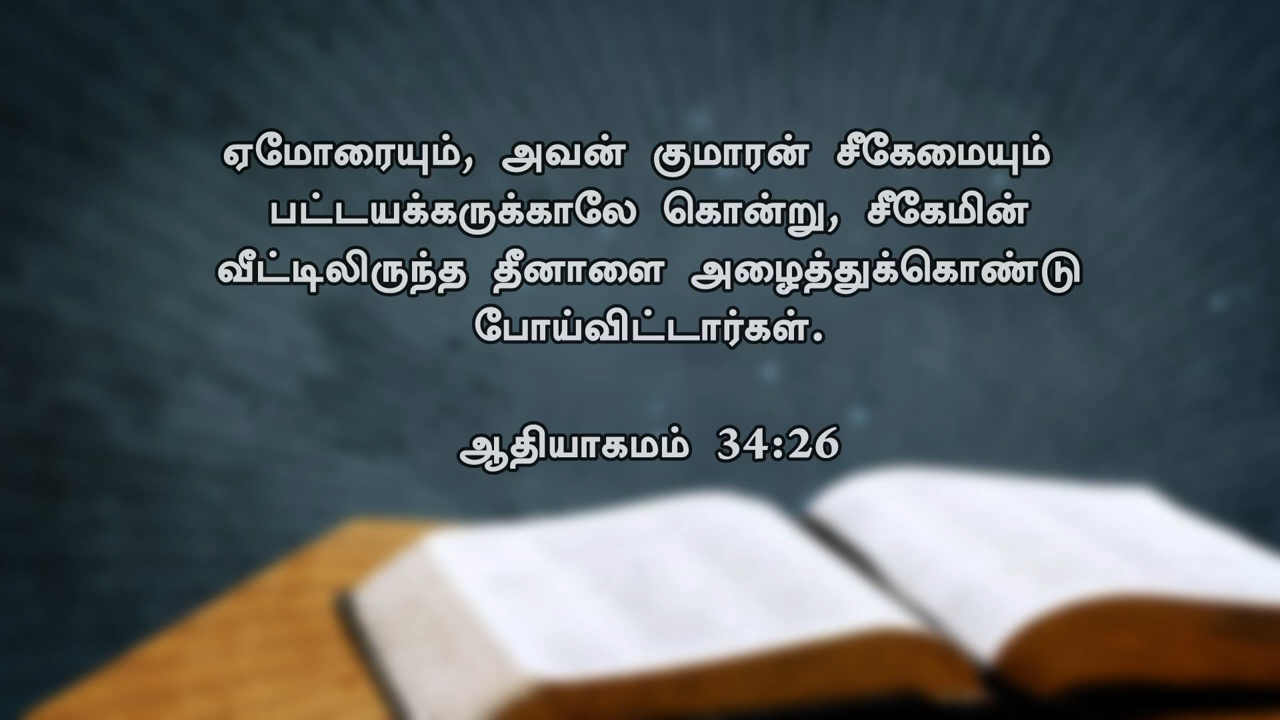 ஏமோரையும், அவன் குமாரன் சீகேமையும்
பட்டயக்கருக்காலே கொன்று, சீகேமின்
வீட்டிலிருந்த தீனாளை அழைத்துக்கொண்டு
போய்விட்டார்கள்.
ஆதியாகமம் 34:26